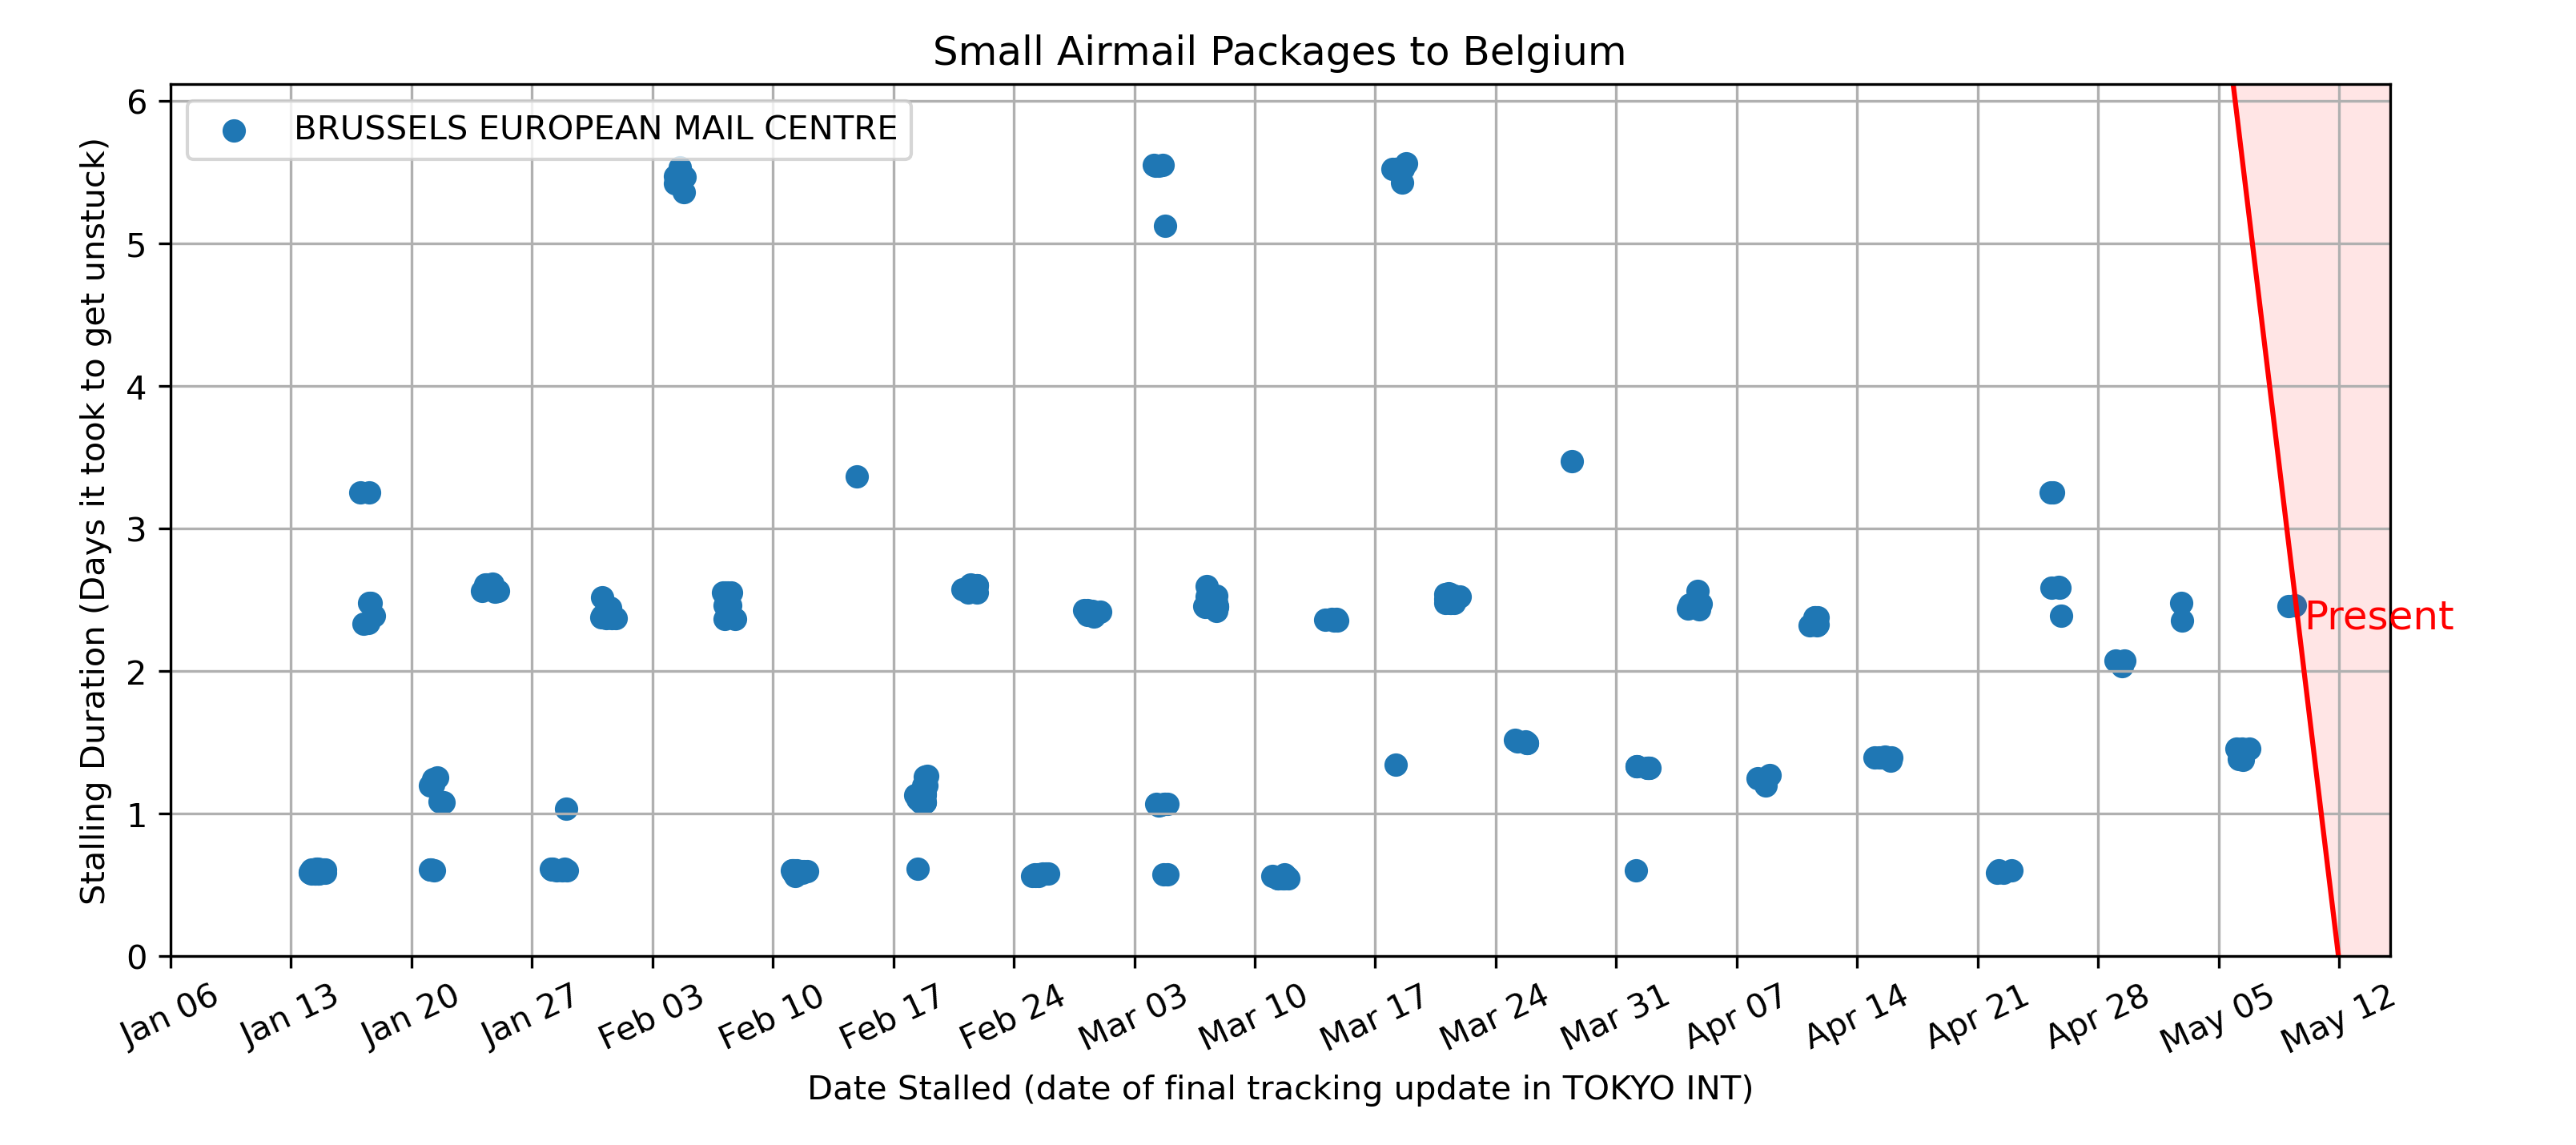 Small Airmail Packages to Belgium
BRUSSELS EUROPEAN MAIL CENTRE
Stalling Duration (Days it took to get unstuck)
6
5
4
3
2
1
0
Present
Jan 06
Jan 13
Jan 20
Jan 27
Feb 03
Feb 10
Feb 17
Feb 24
Mar 03
Mar 10
Mar 17
Mar 24
Mar 31
Apr 07
Apr 14
Apr 21
Apr 28
May 05
May 12
Date Stalled (date of final tracking update in TOKYO INT)